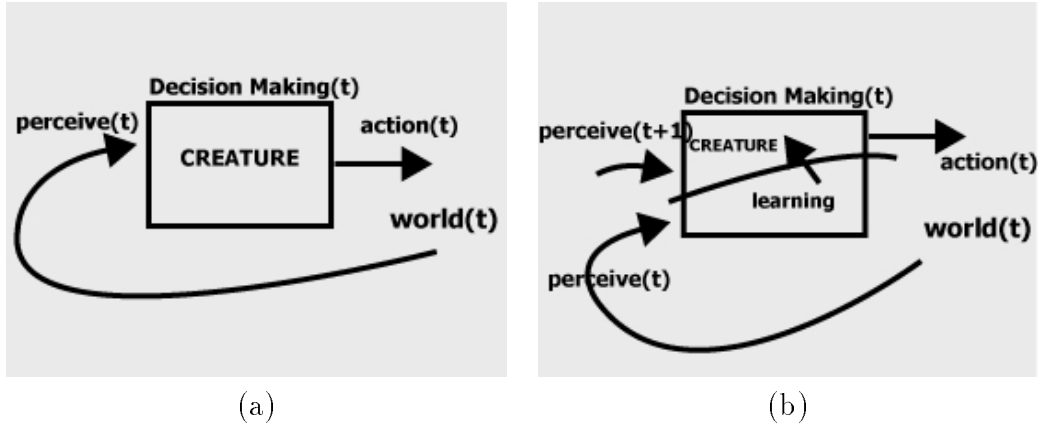 Decision Making(t)
perceive(t)
action(t)
CREATURE
world(t)
(a)
Decision Making(t)
perceive(t+1)
CREATURE
action(t)
learning
world(t)
perceive(t)
(b)